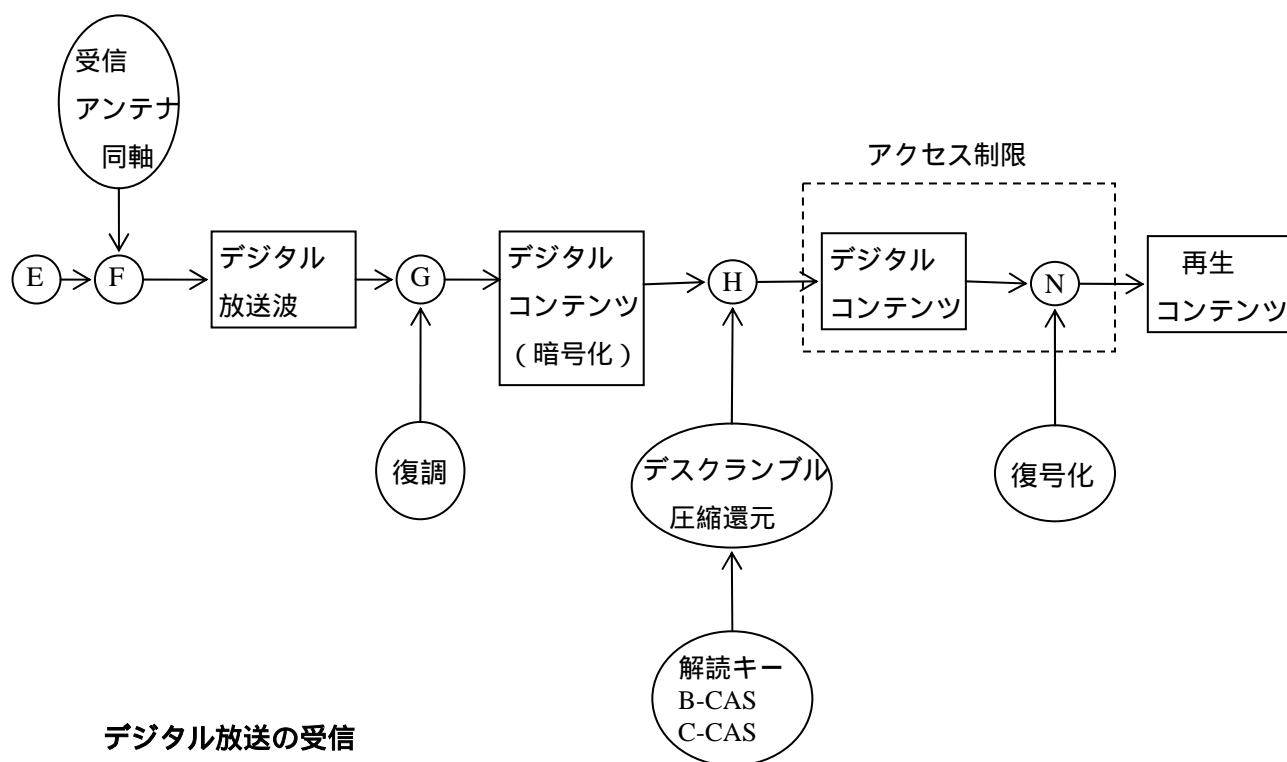 受信
アンテナ
同軸
アクセス制限
E
F
デジタル
放送波
G
デジタル
コンテンツ
(暗号化)
H
デジタル
コンテンツ
N
再生
コンテンツ
復調
デスクランブル
圧縮還元
復号化
解読キー
B-CAS
C-CAS
デジタル放送の受信